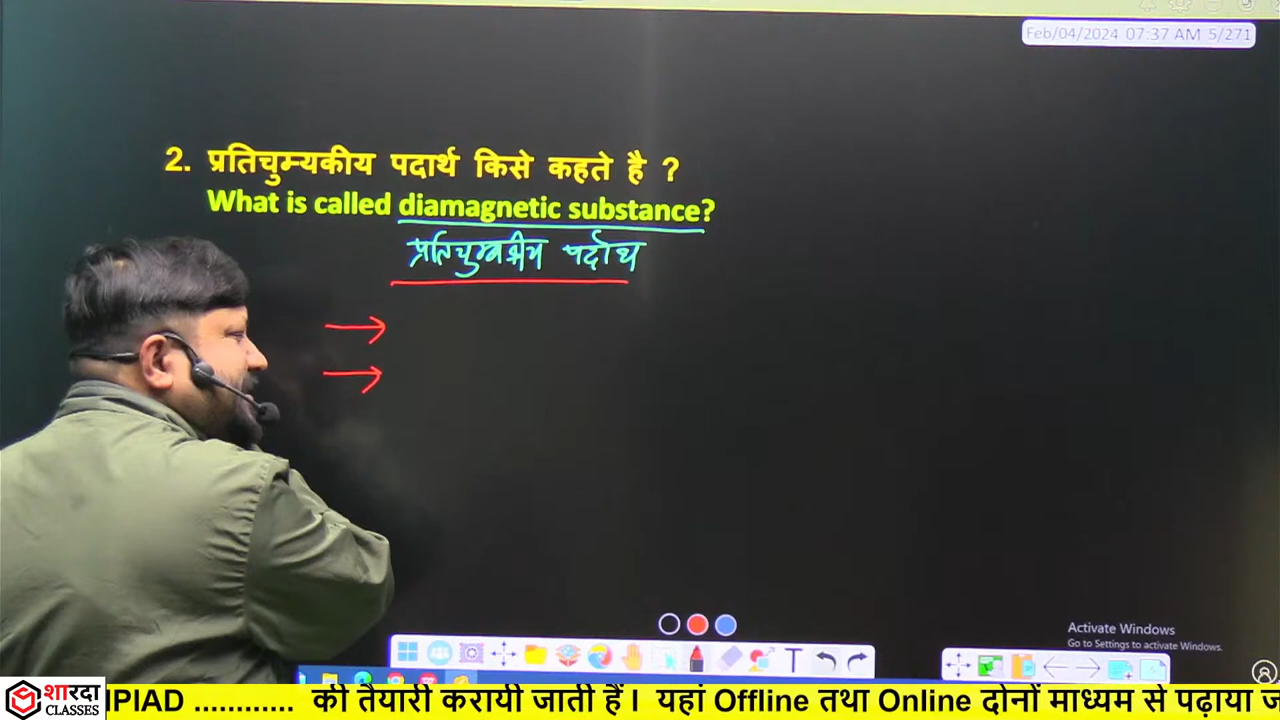 Feb/04/2024 07:37 AM 5/271
2. प्रतिचुम्यकीय पदार्थ किसे कहते है ?
What is called diamagnetic substance?
प्रतिचुम्बकीय पर्दाथ
Activate Windows
Go to Settings to activate Windows.
शारदा
CLASSES
IPIAD ............ की तैयारी करायी जाती हैं। यहां Offline तथा Online दोनों माध्यम से पढ़ाया ज